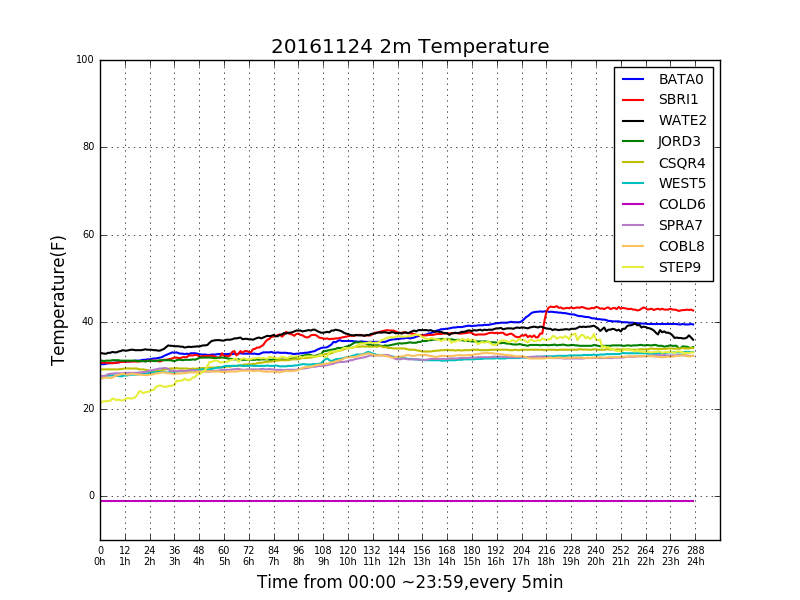 20161124 2m Temperature
100
80
60
40
20
0
Temperature(F)
BATA0
SBRI1
WATE2
JORD3
CSQR4
WEST5
COLD6
SPRA7
COBL8
STEP9
0 12 24 36 48 60 72 84 96 108 120 132 144 156 168 180 192 204 216 228 240 252 264 276 288
0h 1h 2h 3h 4h 5h 6h 7h 8h 9h 10h 11h 12h 13h 14h 15h 16h 17h 18h 19h 20h 21h 22h 23h 24h
Time from 00:00 ~23:59,every 5min